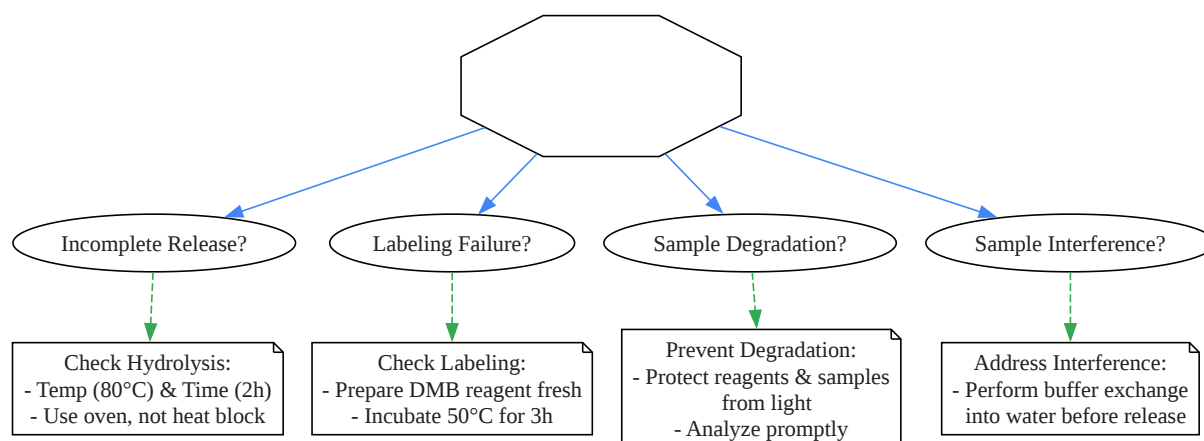 Incomplete Release?
Labeling Failure?
Sample Degradation?
Sample Interference?
Check Hydrolysis:
- Temp (80°C) & Time (2h)
- Use oven, not heat block
Check Labeling:
- Prepare DMB reagent fresh
- Incubate 50°C for 3h
Prevent Degradation:
- Protect reagents & samples
from light
- Analyze promptly
Address Interference:
- Perform buffer exchange
into water before release